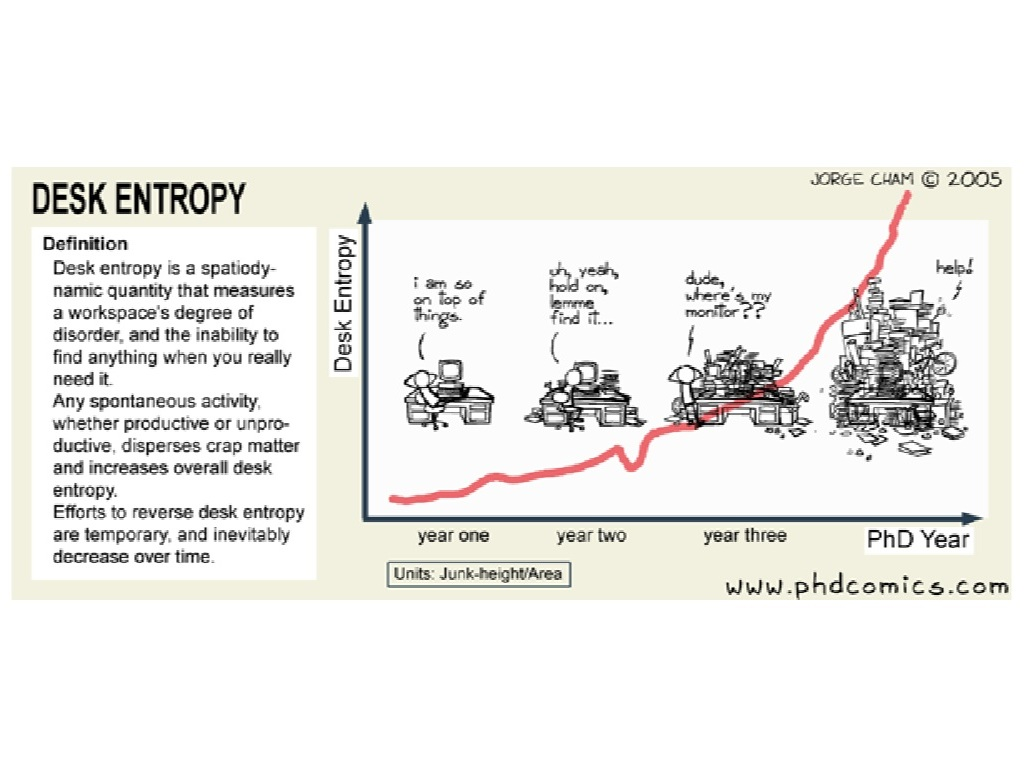 JORGE CHAM © 2005
DESK ENTROPY
Definition
Desk entropy is a spatiody-
namic quantity that measures
a workspace's degree of
disorder, and the inability to
find anything when you really
need it.
Any spontaneous activity,
whether productive or unpro-
ductive, disperses crap matter
and increases overall desk
entropy.
Efforts to reverse desk entropy
are temporary, and inevitably
decrease over time.
Desk Entropy
i am so
on top of
things.
uh, yeah,
hold on,
lemme
find it...
dude,
where's my
monitor??
help!
year one
year two
year three
PhD Year
Units: Junk-height/Area
www.phdcomics.com